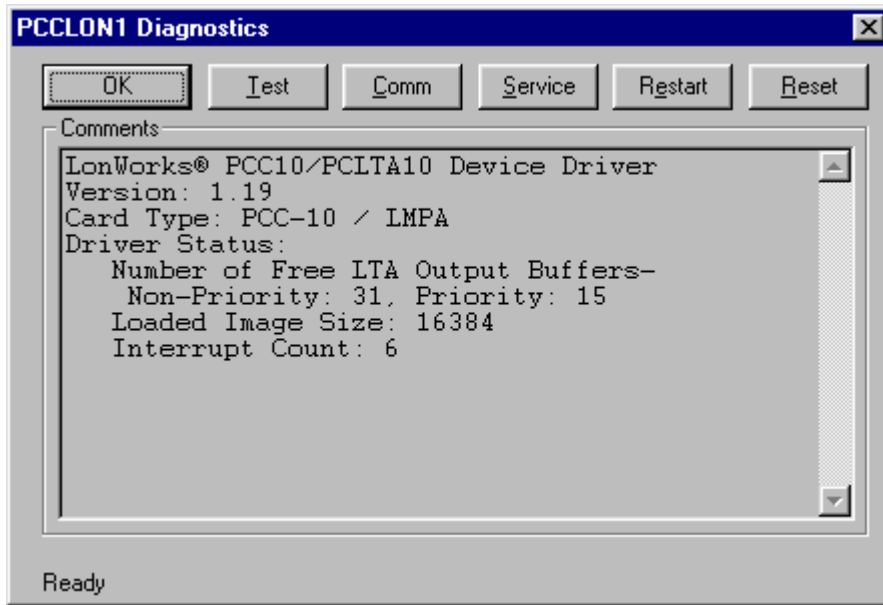 PCCLON1 Diagnostics
OK Test Comm Service Restart Reset
Comments
LonWorks® PCC10/PCLTA10 Device Driver
Version: 1.19
Card Type: PCC-10 / LMPA
Driver Status:
Number of Free LTA Output Buffers-
Non-Priority: 31, Priority: 15
Loaded Image Size: 16384
Interrupt Count: 6
Ready